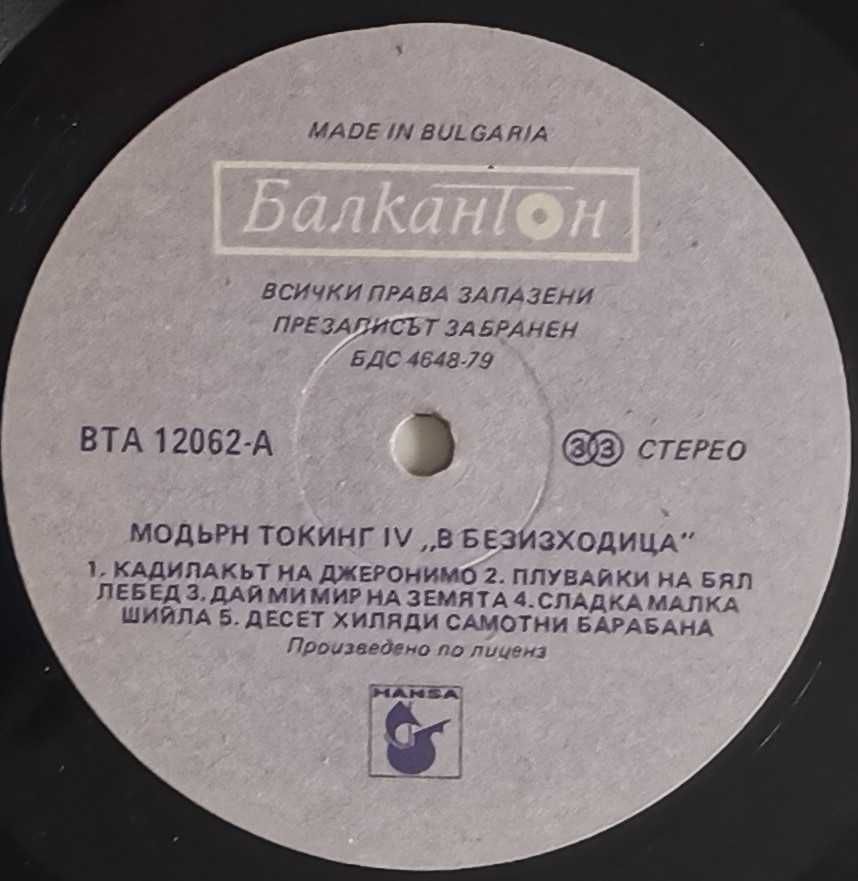 MADE IN BULGARIA
Балкантон
ВСИЧКИ ПРАВА ЗАПАЗЕНИ
ПРЕЗАПИСЪТ ЗАБРАНЕН
БДС 4648-79
ВТА 12062-А
33 СТЕРЕО
МОДЬРН ТОКИНГ IV „В БЕЗИЗХОДИЦА"
1. КАДИЛАКЪТ НА ДЖЕРОНИМО 2. ПЛУВАЙКИ НА БЯЛ
ЛЕБЕД 3. ДАЙ МИ МИР НА ЗЕМЯТА 4. СЛАДКА МАЛКА
ШИЙЛА 5. ДЕСЕТ ХИЛЯДИ САМОТНИ БАРАБАНА
Произведено по лиценз
HANSA